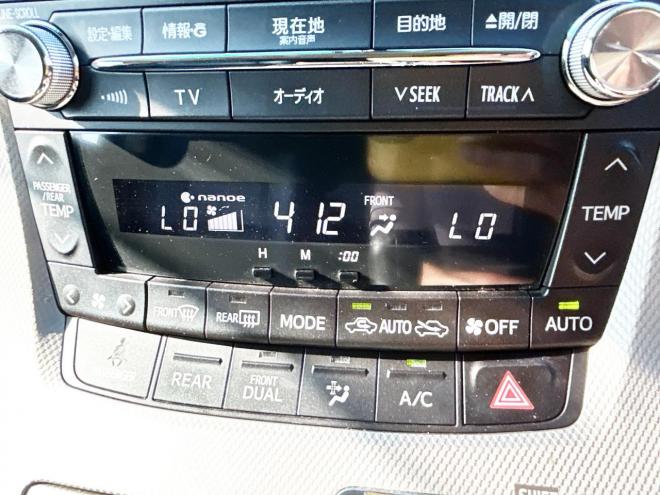 設定・編集 情報・G 現在地 目的地 ⏏開/閉
案内音声
TV オーディオ ∨ SEEK TRACK ∧
PASSENGER
/REAR
TEMP
nanoe
LO 412 FRONT LO
TEMP
H M :00
FRONT REAR MODE AUTO OFF AUTO
REAR FRONT DUAL A/C